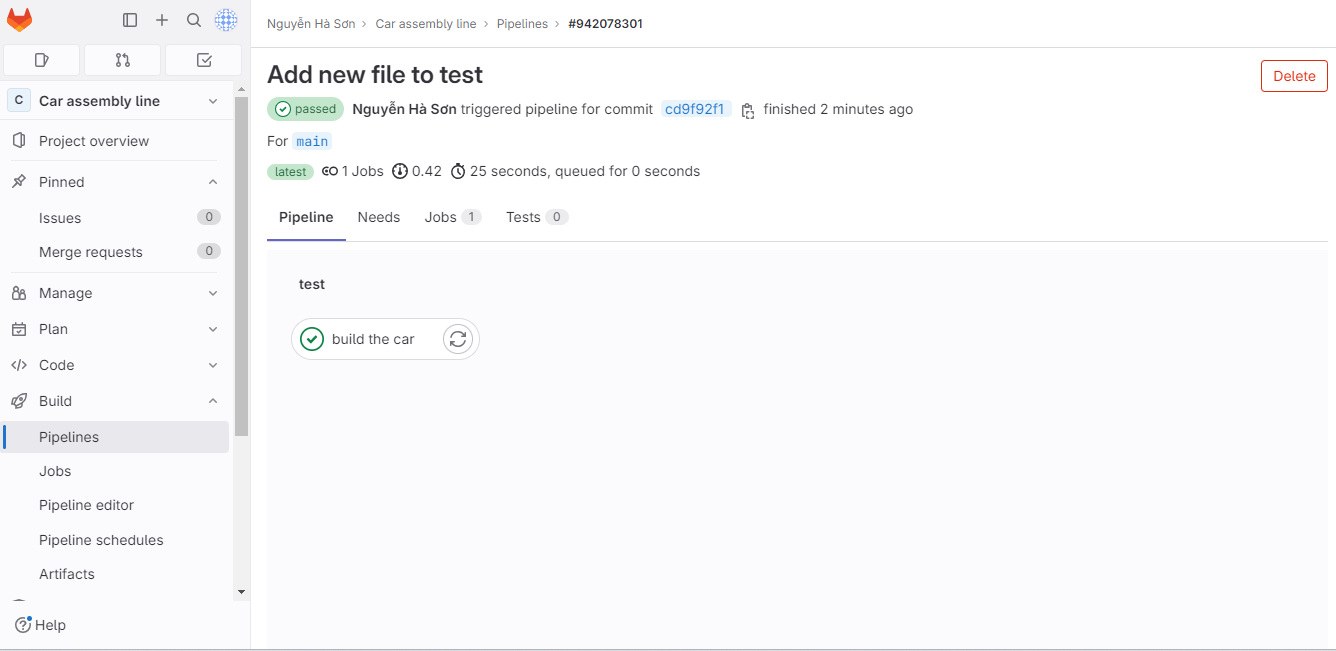 Nguyễn Hà Sơn › Car assembly line › Pipelines › #942078301
C Car assembly line
Project overview
Pinned
Issues 0
Merge requests 0
Manage
Plan
Code
Build
Pipelines
Jobs
Pipeline editor
Pipeline schedules
Artifacts
Help
Add new file to test
Delete
passed Nguyễn Hà Sơn triggered pipeline for commit cd9f92f1 finished 2 minutes ago
For main
latest 1 Jobs 0.42 25 seconds, queued for 0 seconds
Pipeline Needs Jobs 1 Tests 0
test
build the car